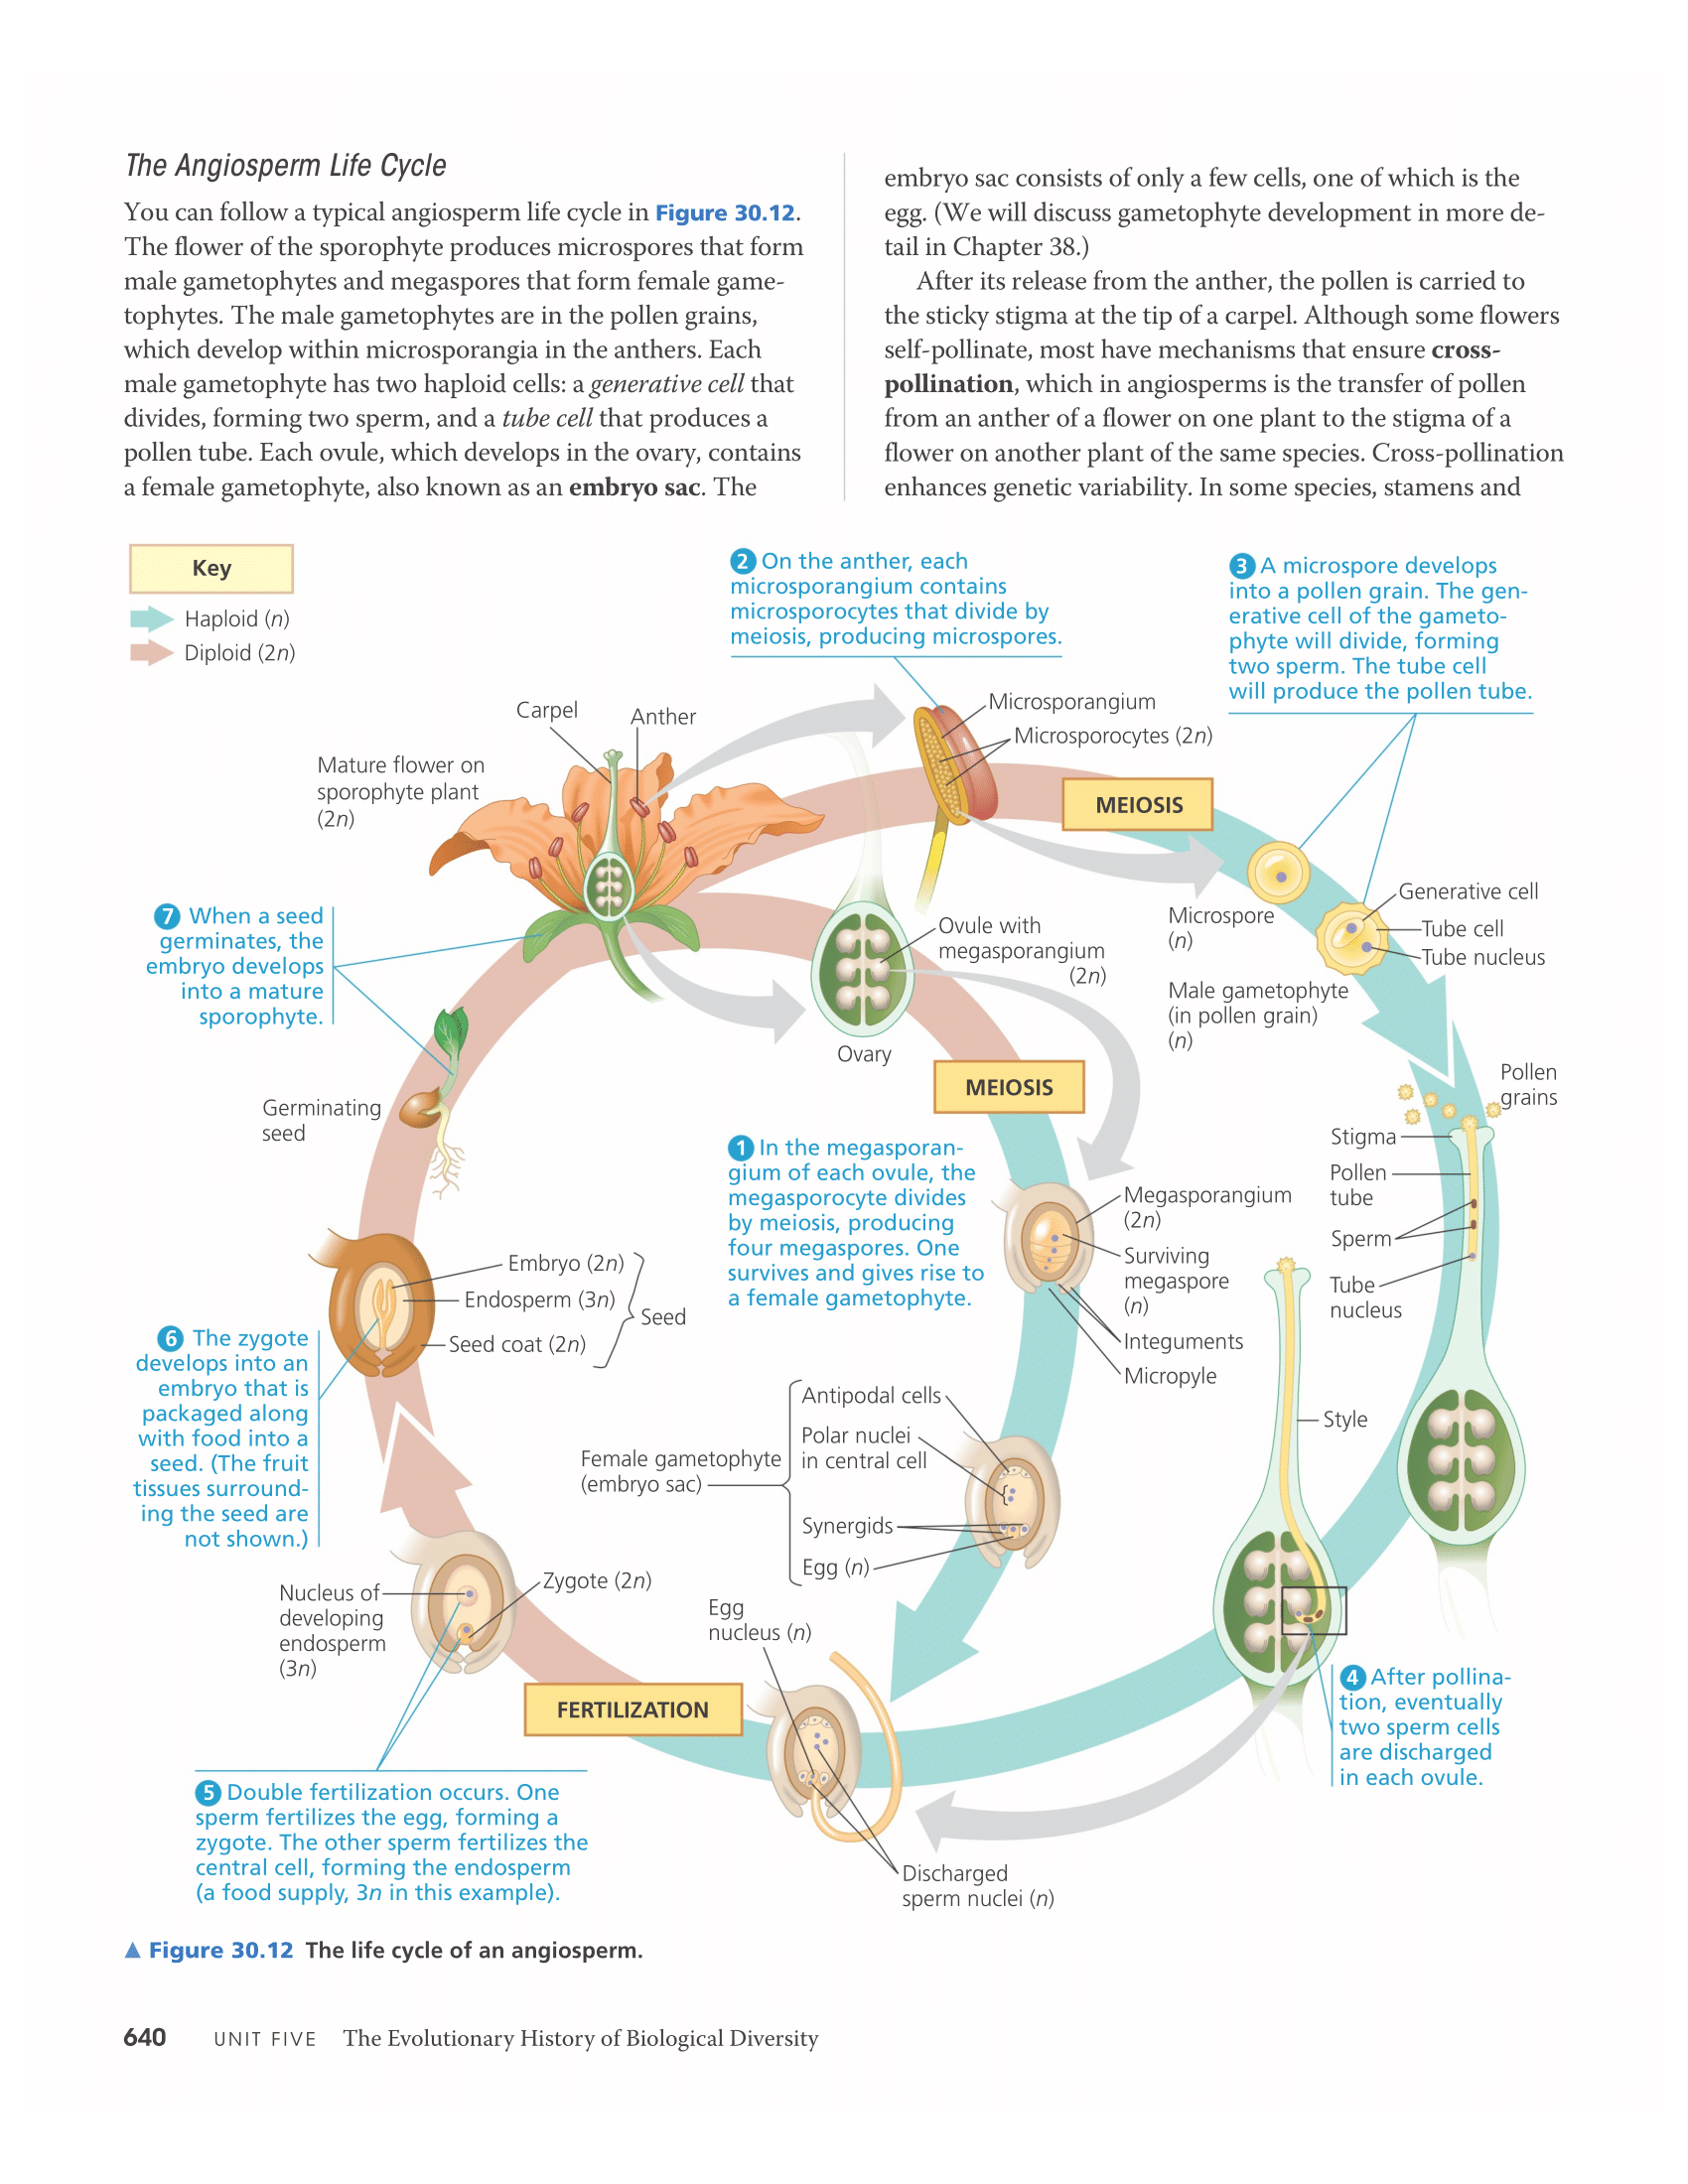 The Angiosperm Life Cycle
You can follow a typical angiosperm life cycle in Figure 30.12.
The flower of the sporophyte produces microspores that form
male gametophytes and megaspores that form female game-
tophytes. The male gametophytes are in the pollen grains,
which develop within microsporangia in the anthers. Each
male gametophyte has two haploid cells: a generative cell that
divides, forming two sperm, and a tube cell that produces a
pollen tube. Each ovule, which develops in the ovary, contains
a female gametophyte, also known as an embryo sac. The
embryo sac consists of only a few cells, one of which is the
egg. (We will discuss gametophyte development in more de-
tail in Chapter 38.)
After its release from the anther, the pollen is carried to
the sticky stigma at the tip of a carpel. Although some flowers
self-pollinate, most have mechanisms that ensure cross-
pollination, which in angiosperms is the transfer of pollen
from an anther of a flower on one plant to the stigma of a
flower on another plant of the same species. Cross-pollination
enhances genetic variability. In some species, stamens and
Key
Haploid (n)
Diploid (2n)
2 On the anther, each
microsporangium contains
microsporocytes that divide by
meiosis, producing microspores.
3 A microspore develops
into a pollen grain. The gen-
erative cell of the gameto-
phyte will divide, forming
two sperm. The tube cell
will produce the pollen tube.
Carpel
Anther
Mature flower on
sporophyte plant
(2n)
Microsporangium
Microsporocytes (2n)
MEIOSIS
Microspore
(n)
Generative cell
Tube cell
Tube nucleus
Male gametophyte
(in pollen grain)
(n)
Ovule with
megasporangium
(2n)
Ovary
MEIOSIS
7 When a seed
germinates, the
embryo develops
into a mature
sporophyte.
Germinating
seed
1 In the megasporan-
gium of each ovule, the
megasporocyte divides
by meiosis, producing
four megaspores. One
survives and gives rise to
a female gametophyte.
Megasporangium
(2n)
Surviving
megaspore
(n)
Integuments
Micropyle
Pollen
grains
Stigma
Pollen
tube
Sperm
Tube
nucleus
Style
Embryo (2n)
Endosperm (3n)
Seed coat (2n)
Seed
6 The zygote
develops into an
embryo that is
packaged along
with food into a
seed. (The fruit
tissues surround-
ing the seed are
not shown.)
Female gametophyte
(embryo sac)
Antipodal cells
Polar nuclei
in central cell
Synergids
Egg (n)
Nucleus of
developing
endosperm
(3n)
Zygote (2n)
Egg
nucleus (n)
FERTILIZATION
4 After pollina-
tion, eventually
two sperm cells
are discharged
in each ovule.
5 Double fertilization occurs. One
sperm fertilizes the egg, forming a
zygote. The other sperm fertilizes the
central cell, forming the endosperm
(a food supply, 3n in this example).
Discharged
sperm nuclei (n)
▲ Figure 30.12 The life cycle of an angiosperm.
640 UNIT FIVE The Evolutionary History of Biological Diversity